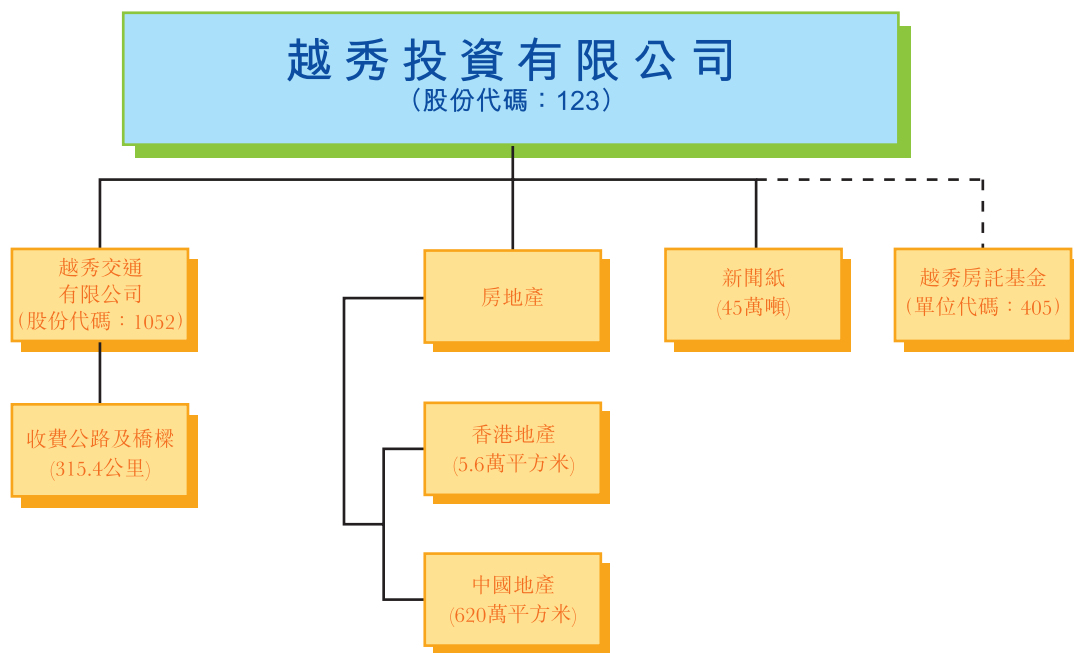 越秀投資有限公司
（股份代碼：123）
越秀交通
有限公司
（股份代碼：1052）
房地產
新聞紙
(45萬噸)
越秀房託基金
（單位代碼：405）
收費公路及橋樑
(315.4公里)
香港地產
(5.6萬平方米)
中國地產
(620萬平方米)